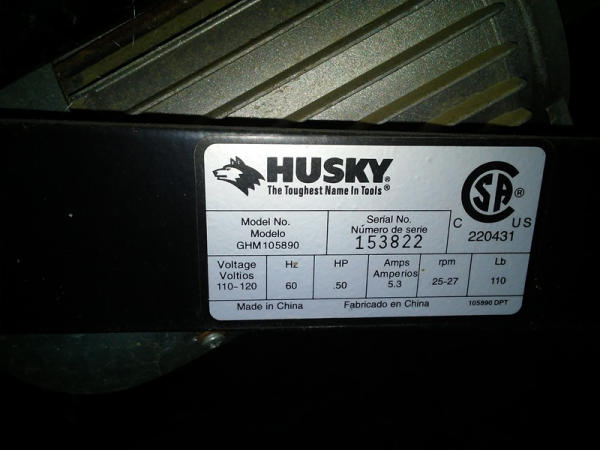 HUSKY®
The Toughest Name In Tools®
Model No.
Modelo
GHM105890
Serial No.
Número de serie
153822
CSA®
C US
220431
Voltage
Voltios
110-120
Hz
60
HP
.50
Amps
Amperios
5.3
rpm
25-27
Lb
110
Made in China
Fabricado en China
105890 DPT